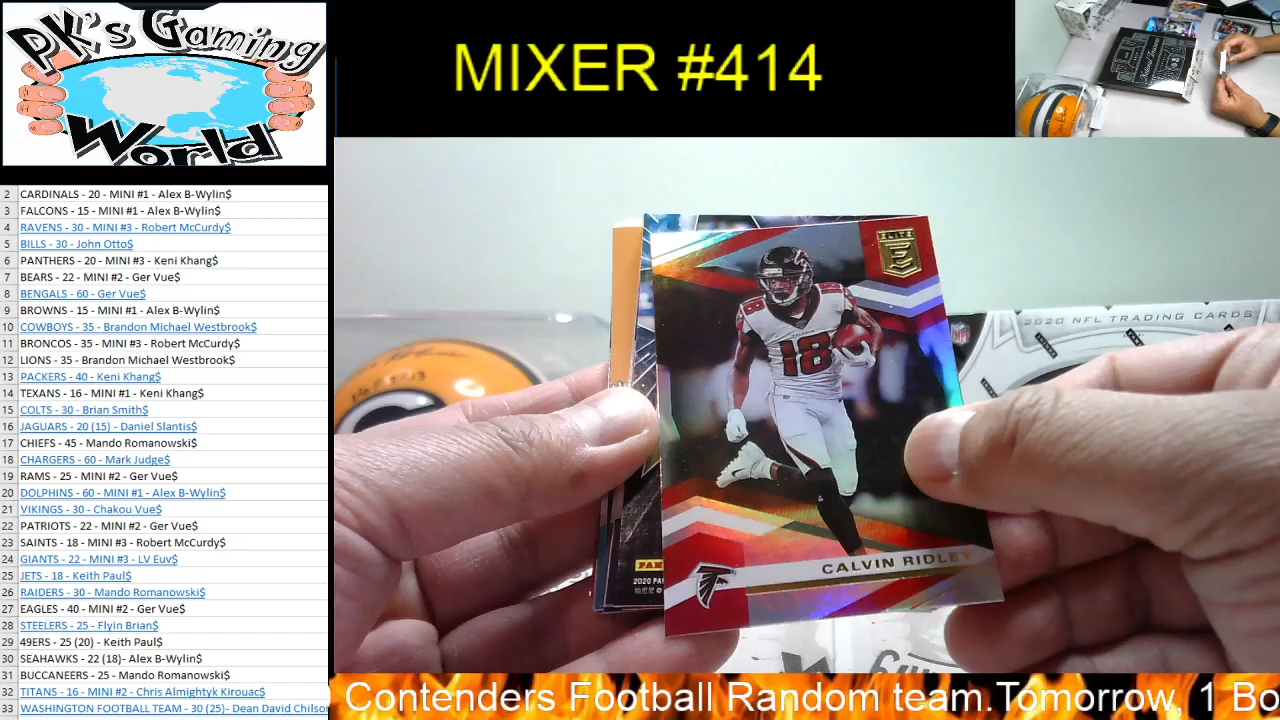 PK's Gaming
World
MIXER #414
2 CARDINALS - 20 - MINI #1 - Alex B-Wylin$
3 FALCONS - 15 - MINI #1 - Alex B-Wylin$
4 RAVENS - 30 - MINI #3 - Robert McCurdy$
5 BILLS - 30 - John Otto$
6 PANTHERS - 20 - MINI #3 - Keni Khang$
7 BEARS - 22 - MINI #2 - Ger Vue$
8 BENGALS - 60 - Ger Vue$
9 BROWNS - 15 - MINI #1 - Alex B-Wylin$
10 COWBOYS - 35 - Brandon Michael Westbrook$
11 BRONCOS - 35 - MINI #3 - Robert McCurdy$
12 LIONS - 35 - Brandon Michael Westbrook$
13 PACKERS - 40 - Keni Khang$
14 TEXANS - 16 - MINI #1 - Keni Khang$
15 COLTS - 30 - Brian Smith$
16 JAGUARS - 20 (15) - Daniel Slantis$
17 CHIEFS - 45 - Mando Romanowski$
18 CHARGERS - 60 - Mark Judge$
19 RAMS - 25 - MINI #2 - Ger Vue$
20 DOLPHINS - 60 - MINI #1 - Alex B-Wylin$
21 VIKINGS - 30 - Chakou Vue$
22 PATRIOTS - 22 - MINI #2 - Ger Vue$
23 SAINTS - 18 - MINI #3 - Robert McCurdy$
24 GIANTS - 22 - MINI #3 - LV Euv$
25 JETS - 18 - Keith Paul$
26 RAIDERS - 30 - Mando Romanowski$
27 EAGLES - 40 - MINI #2 - Ger Vue$
28 STEELERS - 25 - Flyin Brian$
29 49ERS - 25 (20) - Keith Paul$
30 SEAHAWKS - 22 (18)- Alex B-Wylin$
31 BUCCANEERS - 25 - Mando Romanowski$
32 TITANS - 16 - MINI #2 - Chris Almightyk Kirouac$
33 WASHINGTON FOOTBALL TEAM - 30 (25)- Dean David Chilson
2020 NFL TRADING CARDS
NFL
ELITE
E
18
18
CALVIN RIDLEY
PAN
2020 PAN
Contenders Football Random team.Tomorrow, 1 Bo